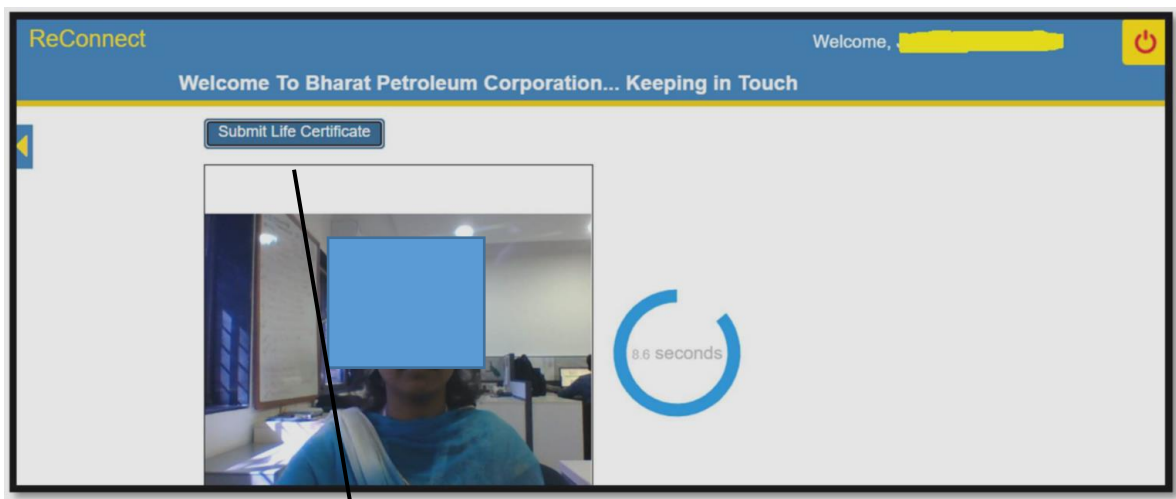 ReConnect
Welcome,
Welcome To Bharat Petroleum Corporation... Keeping in Touch
Submit Life Certificate
8.6 seconds